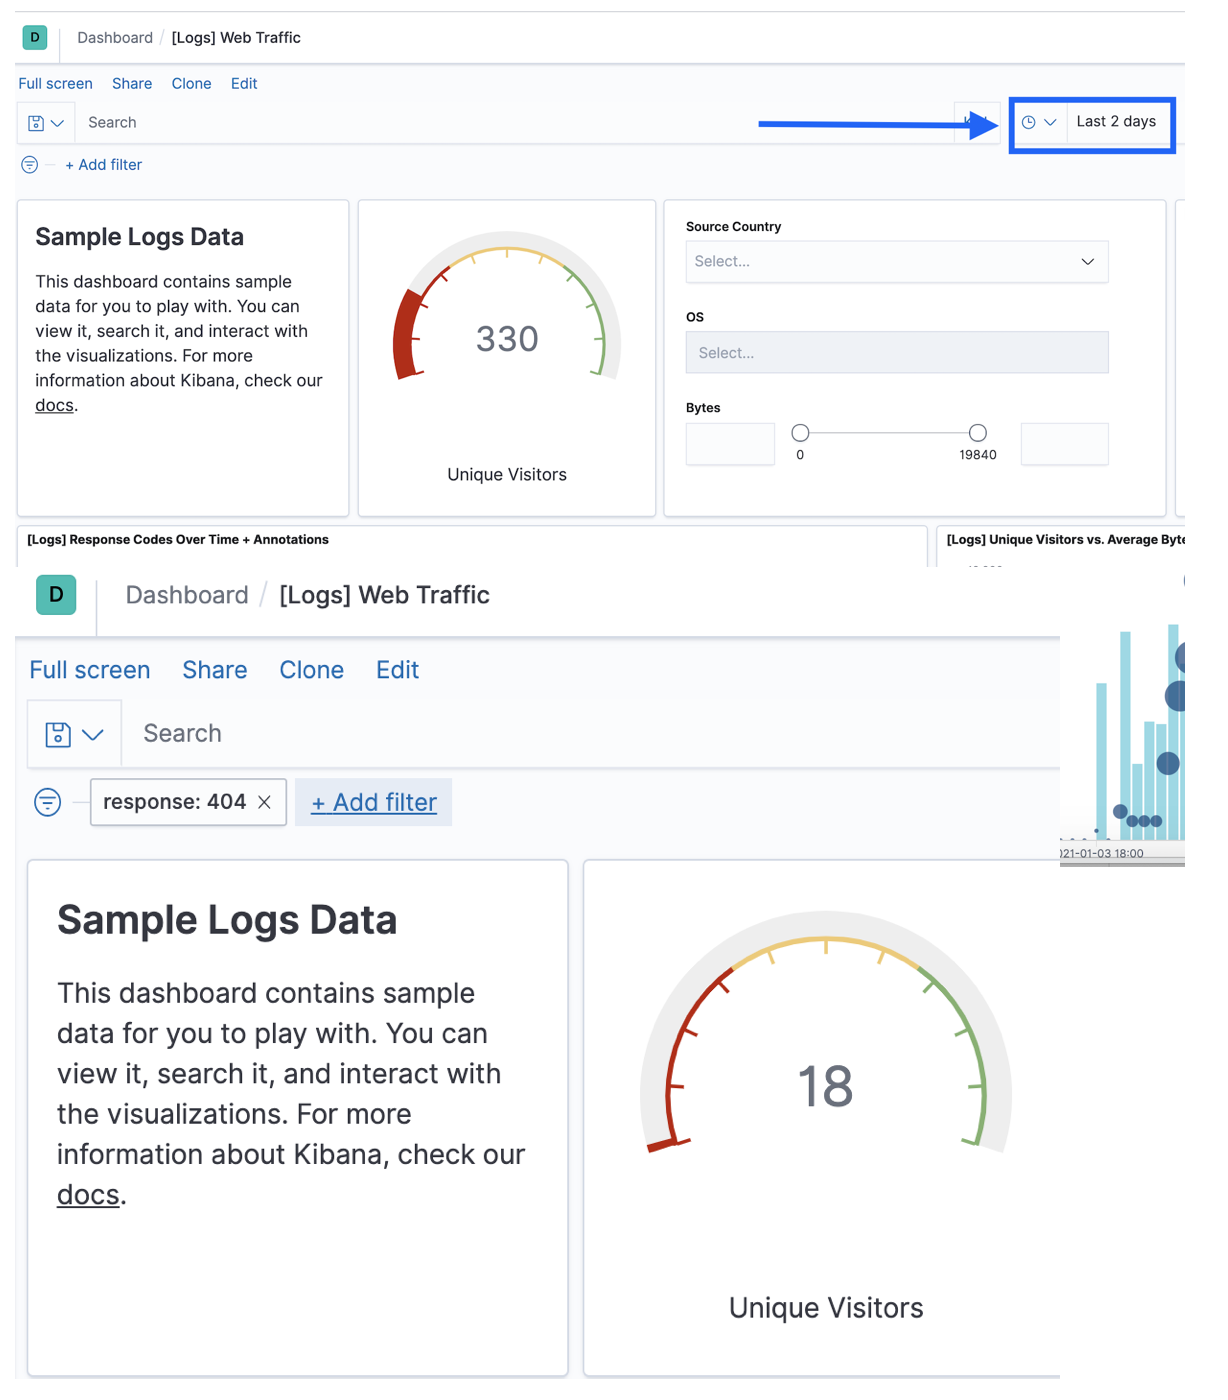 D Dashboard / [Logs] Web Traffic
Full screen Share Clone Edit
Search Last 2 days
+ Add filter
Sample Logs Data
This dashboard contains sample
data for you to play with. You can
view it, search it, and interact with
the visualizations. For more
information about Kibana, check our
docs.
330
Unique Visitors
Source Country
Select...
OS
Select...
Bytes
0 19840
[Logs] Response Codes Over Time + Annotations
[Logs] Unique Visitors vs. Average Byte
D Dashboard / [Logs] Web Traffic
Full screen Share Clone Edit
Search
response: 404 × + Add filter
21-01-03 18:00
Sample Logs Data
This dashboard contains sample
data for you to play with. You can
view it, search it, and interact with
the visualizations. For more
information about Kibana, check our
docs.
18
Unique Visitors